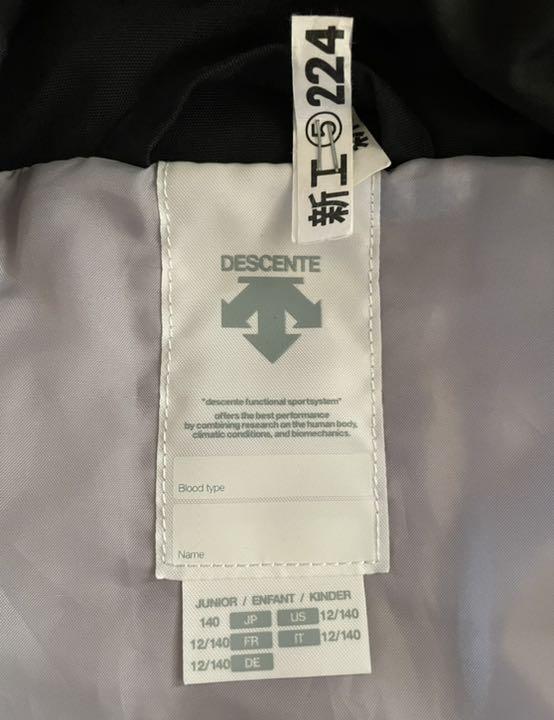 新工⑤224
DESCENTE
"descente functional sportsystem"
offers the best performance
by combining research on the human body,
climatic conditions, and biomechanics.
Blood type
Name
JUNIOR / ENFANT / KINDER
140 JP US 12/140
12/140 FR IT 12/140
12/140 DE